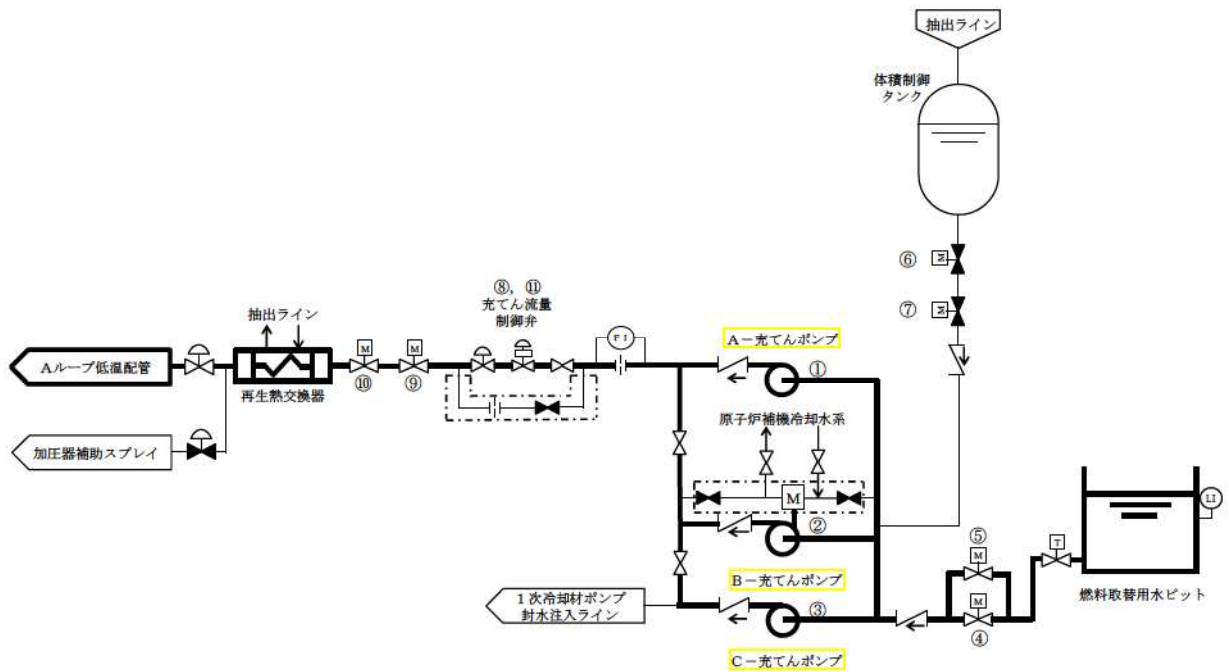 抽出ライン
体積制御
タンク
⑥
⑦
⑧, ⑪
充てん流量
制御弁
抽出ライン
FI
A－充てんポンプ
①
M
M
M
M
Aループ低温配管
再生熱交換器
⑩
⑨
原子炉補機冷却水系
加圧器補助スプレイ
M
②
B－充てんポンプ
⑤
M
T
LI
1次冷却材ポンプ
封水注入ライン
③
M
④
燃料取替用水ピット
C－充てんポンプ